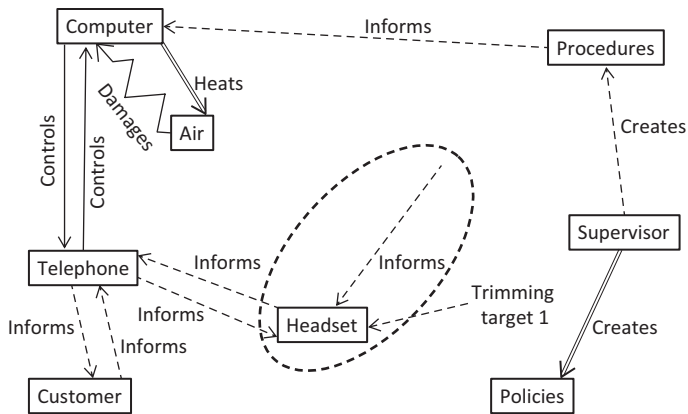 Computer
Informs
Procedures
Heats
Damages
Air
Controls
Controls
Creates
Supervisor
Telephone
Informs
Informs
Informs
Trimming
target 1
Headset
Informs
Informs
Creates
Customer
Policies